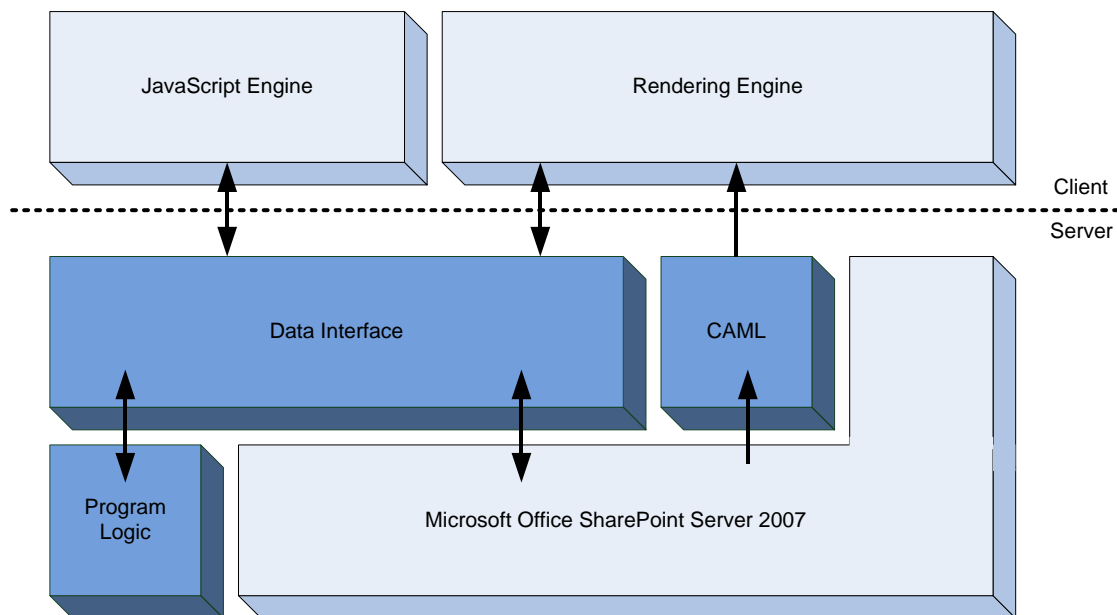 JavaScript Engine
Rendering Engine
Client
Server
Data Interface
CAML
Program
Logic
Microsoft Office SharePoint Server 2007